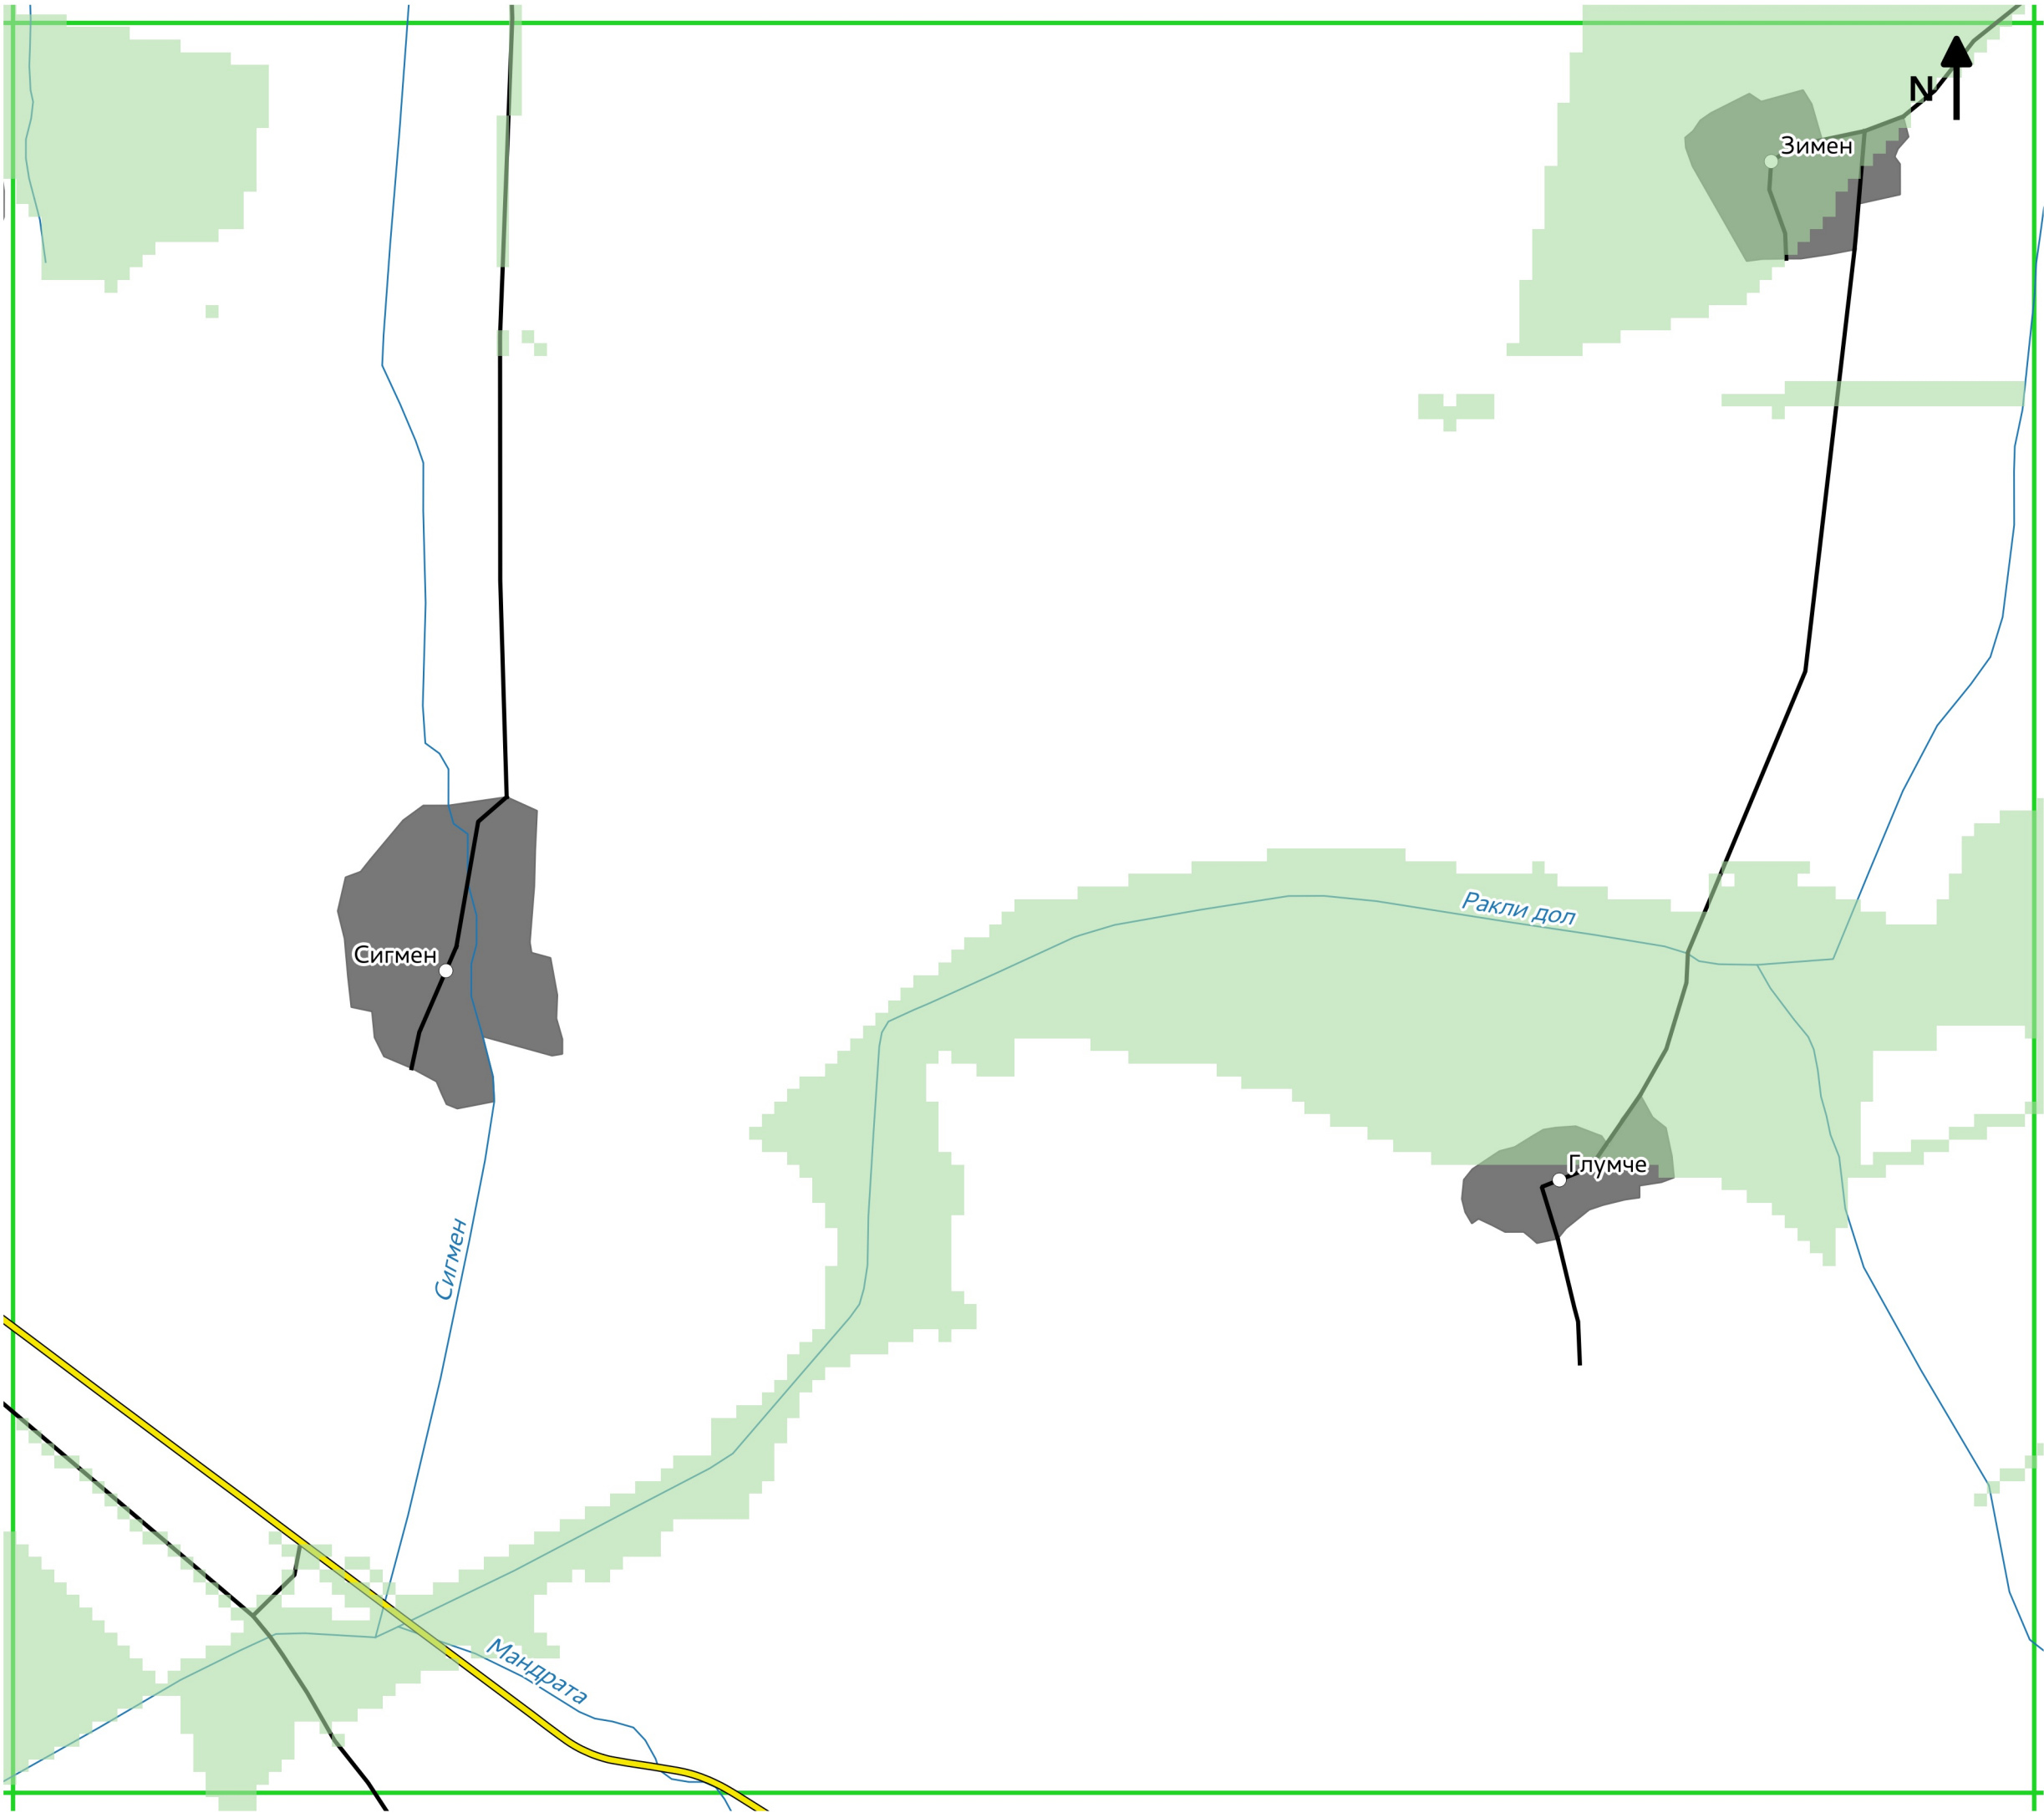 N
Зимен
Ракли дол
Сигмен
Глумче
Сигмен
Мандрата